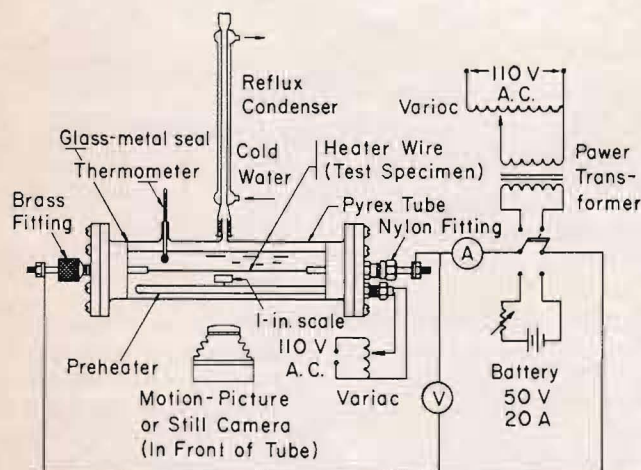 110 V
A. C.
Varioc
Reflux
Condenser
Glass-metal seal
Thermometer
Cold
Water
Heater Wire
(Test Specimen)
Pawer
Trans-
former
Brass
Fitting
Pyrex Tube
Nylon Fitting
A
1-in. scale
Preheater
110 V
A. C.
Variac
V
Battery
50 V
20 A
Motion-Picture
or Still Camera
(In Front of Tube)